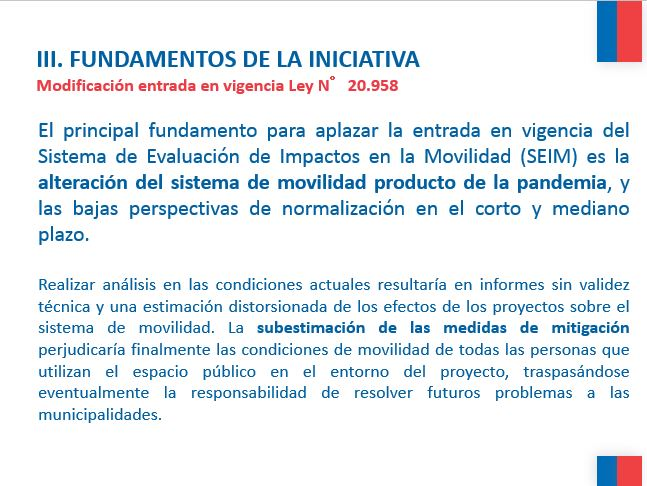 III. FUNDAMENTOS DE LA INICIATIVA
Modificación entrada en vigencia Ley N° 20.958
El principal fundamento para aplazar la entrada en vigencia del
Sistema de Evaluación de Impactos en la Movilidad (SEIM) es la
alteración del sistema de movilidad producto de la pandemia, y
las bajas perspectivas de normalización en el corto y mediano
plazo.
Realizar análisis en las condiciones actuales resultaría en informes sin validez
técnica y una estimación distorsionada de los efectos de los proyectos sobre el
sistema de movilidad. La subestimación de las medidas de mitigación
perjudicaría finalmente las condiciones de movilidad de todas las personas que
utilizan el espacio público en el entorno del proyecto, traspasándose
eventualmente la responsabilidad de resolver futuros problemas a las
municipalidades.